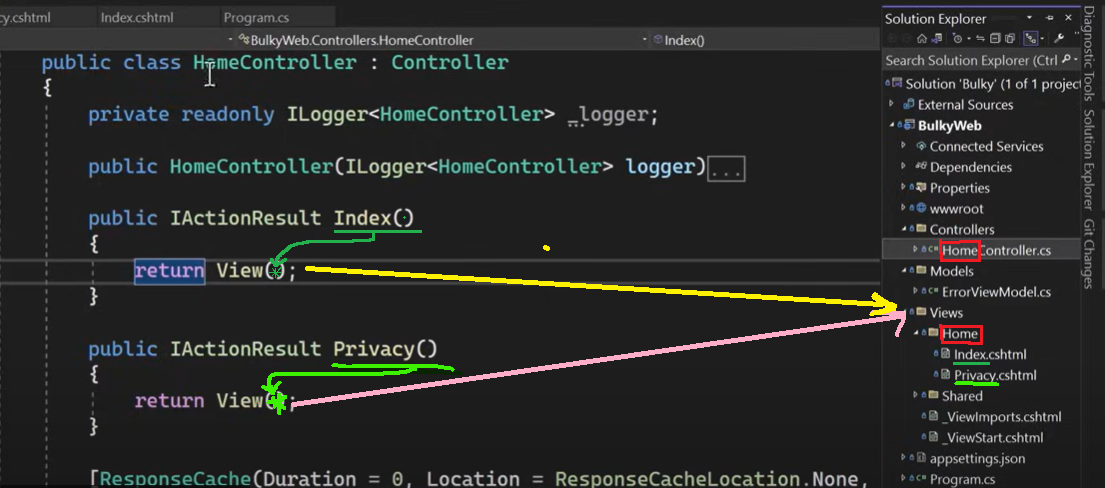 cy.cshtml
Index.cshtml
Program.cs
BulkyWeb.Controllers.HomeController
Index()
public class HomeController : Controller
{
private readonly ILogger<HomeController> _logger;
public HomeController(ILogger<HomeController> logger)...
public IActionResult Index()
{
return View();
}
public IActionResult Privacy()
{
return View();
}
[ResponseCache(Duration = 0, Location = ResponseCacheLocation.None,
Solution Explorer
Search Solution Explorer (Ctrl
Solution 'Bulky' (1 of 1 project
External Sources
BulkyWeb
Connected Services
Dependencies
Properties
wwwroot
Controllers
C# HomeController.cs
Models
C# ErrorViewModel.cs
Views
Home
Index.cshtml
Privacy.cshtml
Shared
_ViewImports.cshtml
_ViewStart.cshtml
appsettings.json
C# Program.cs
Diagnostic Tools
Solution Explorer
Git Changes